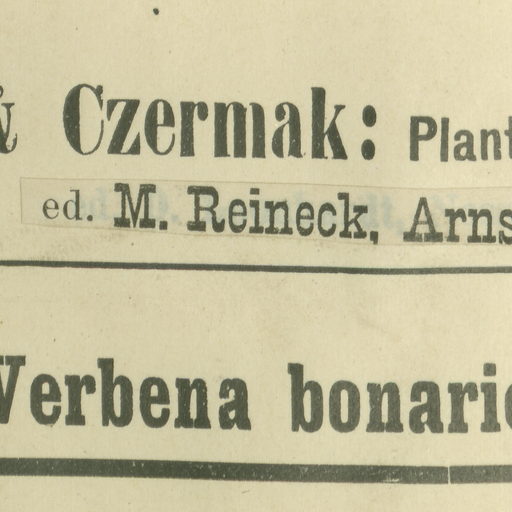 & Czermak: Plant
ed. M. Reineck, Arns
Verbena bonarie